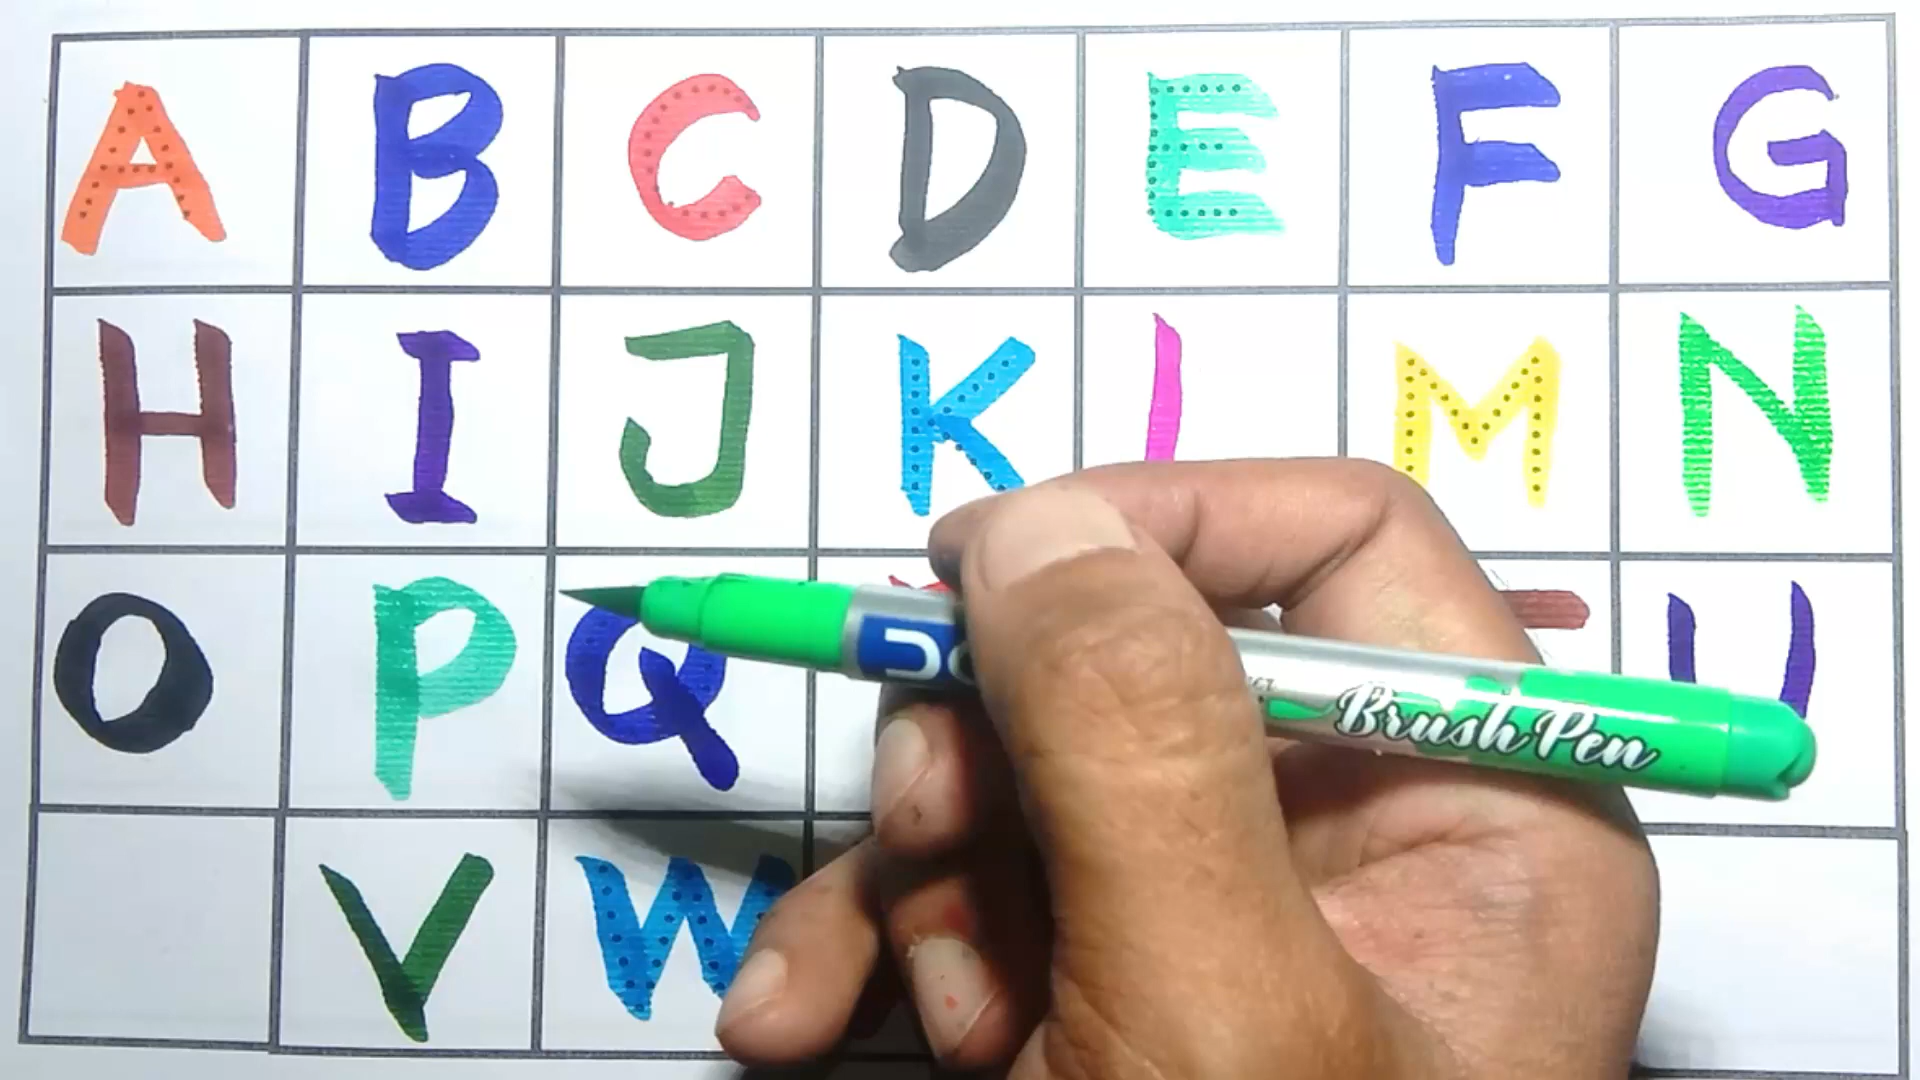 A B C D E F G
H I J K L M N
O P Q U
V W
Brush Pen